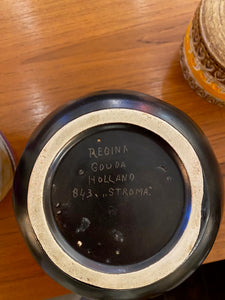 REGINA
GOUDA
HOLLAND
843. „STROMA."